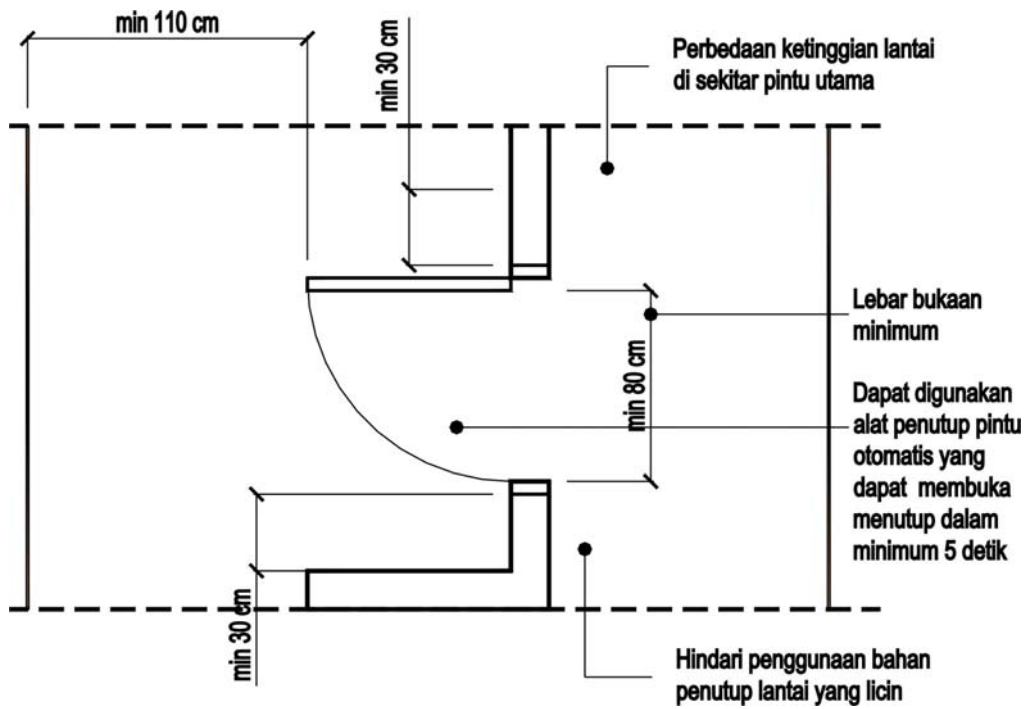 min 110 cm
min 30 cm
Perbedaan ketinggian lantai
di sekitar pintu utama
Lebar bukaan
minimum
min 80 cm
Dapat digunakan
alat penutup pintu
otomatis yang
dapat membuka
menutup dalam
minimum 5 detik
min 30 cm
Hindari penggunaan bahan
penutup lantai yang licin